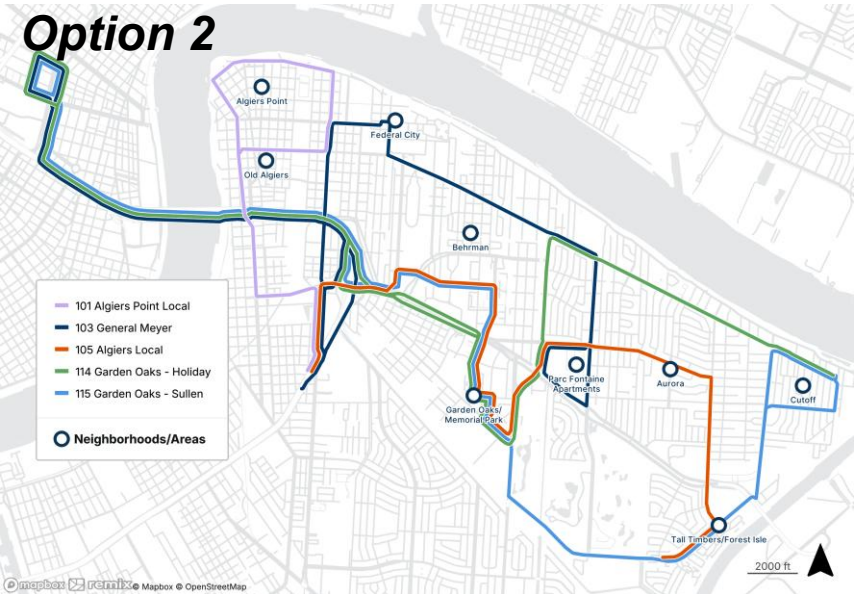 Option 2
Algiers Point
Federal City
Old Algiers
Behrman
101 Algiers Point Local
103 General Meyer
105 Algiers Local
114 Garden Oaks - Holiday
115 Garden Oaks - Sullen
Neighborhoods/Areas
Parc Fontaine
Apartments
Aurora
Cutoff
Garden Oaks/
Memorial Park
Tall Timbers/Forest Isle
2000 ft
mapbox remix © Mapbox © OpenStreetMap